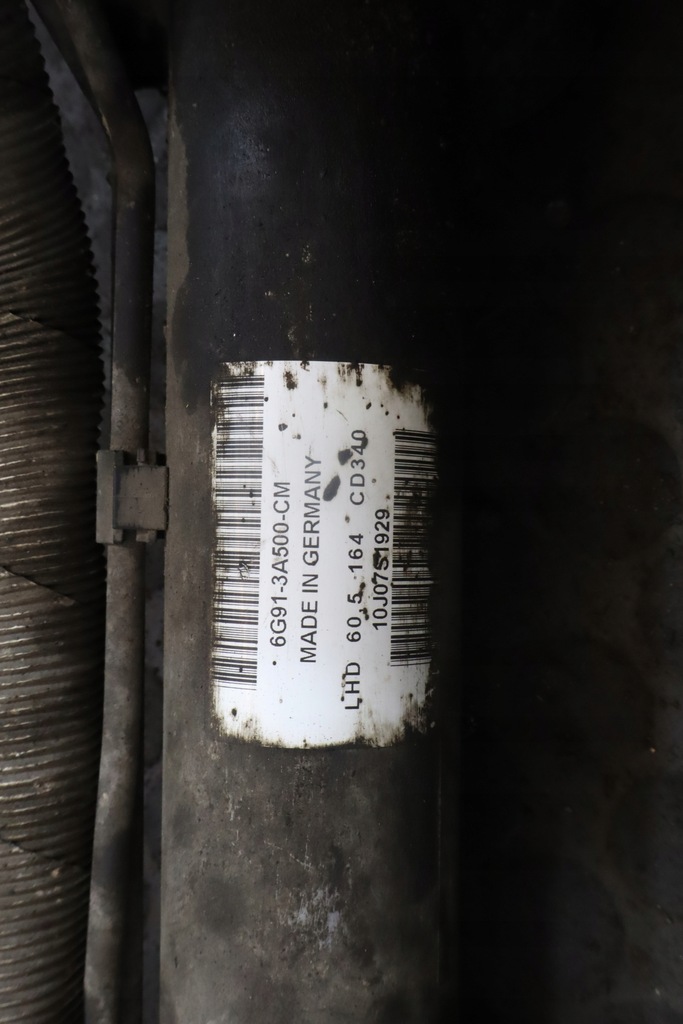 6G91-3A500-CM
MADE IN GERMANY
LHD 60,5 164 CD340
10J07S1929